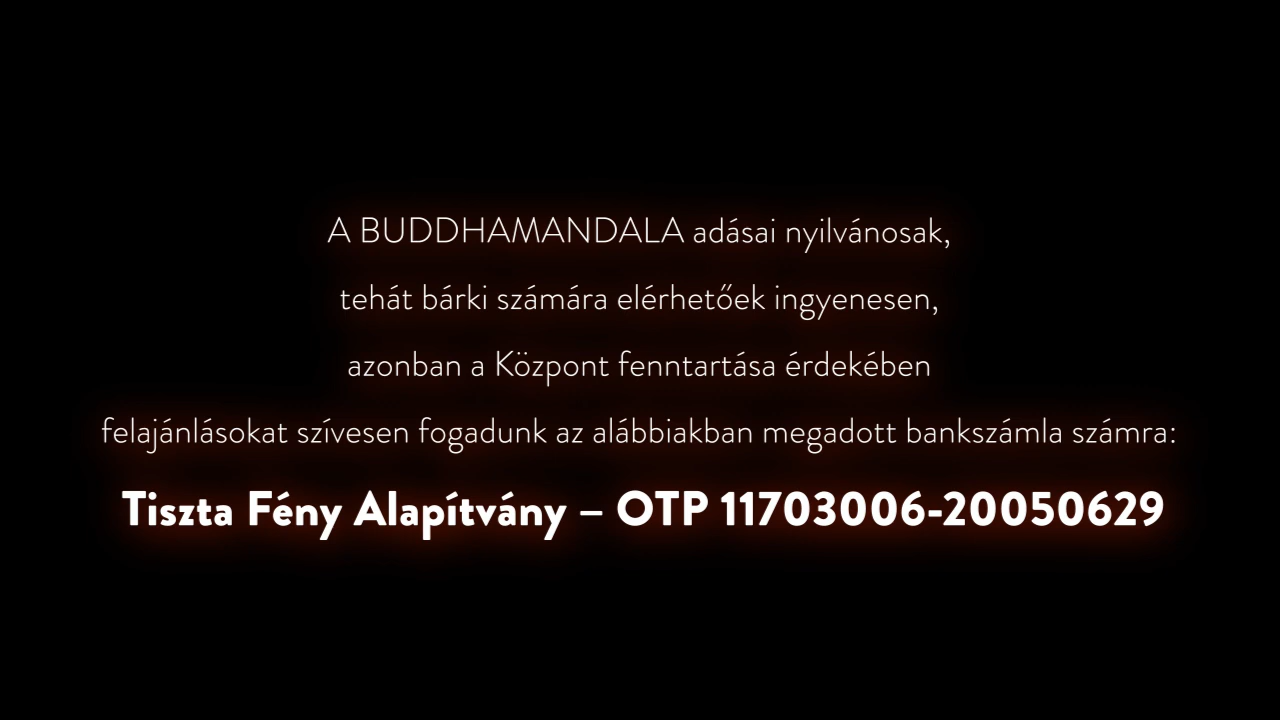 A BUDDHAMANDALA adásai nyilvánosak,
tehát bárki számára elérhetőek ingyenesen,
azonban a Központ fenntartása érdekében
felajánlásokat szívesen fogadunk az alábbiakban megadott bankszámla számra:
Tiszta Fény Alapítvány – OTP 11703006-20050629